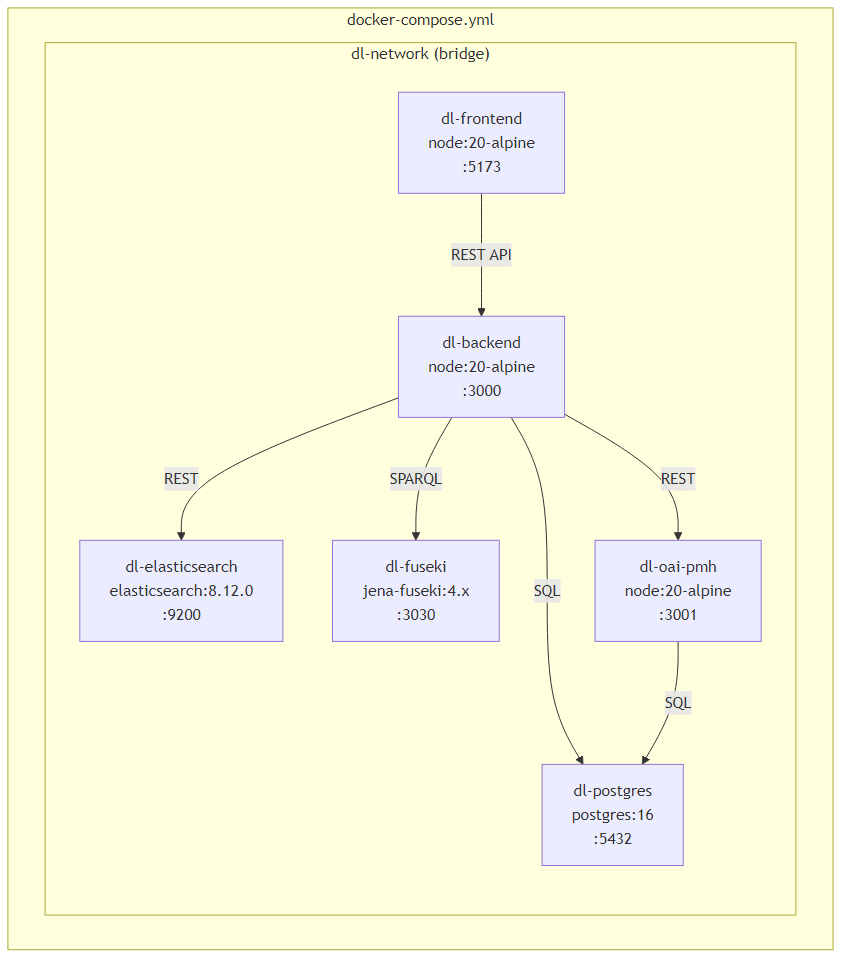 docker-compose.yml
dl-network (bridge)
dl-frontend
node:20-alpine
:5173
REST API
dl-backend
node:20-alpine
:3000
REST
SPARQL
REST
dl-elasticsearch
elasticsearch:8.12.0
:9200
dl-fuseki
jena-fuseki:4.x
:3030
SQL
dl-oai-pmh
node:20-alpine
:3001
SQL
dl-postgres
postgres:16
:5432